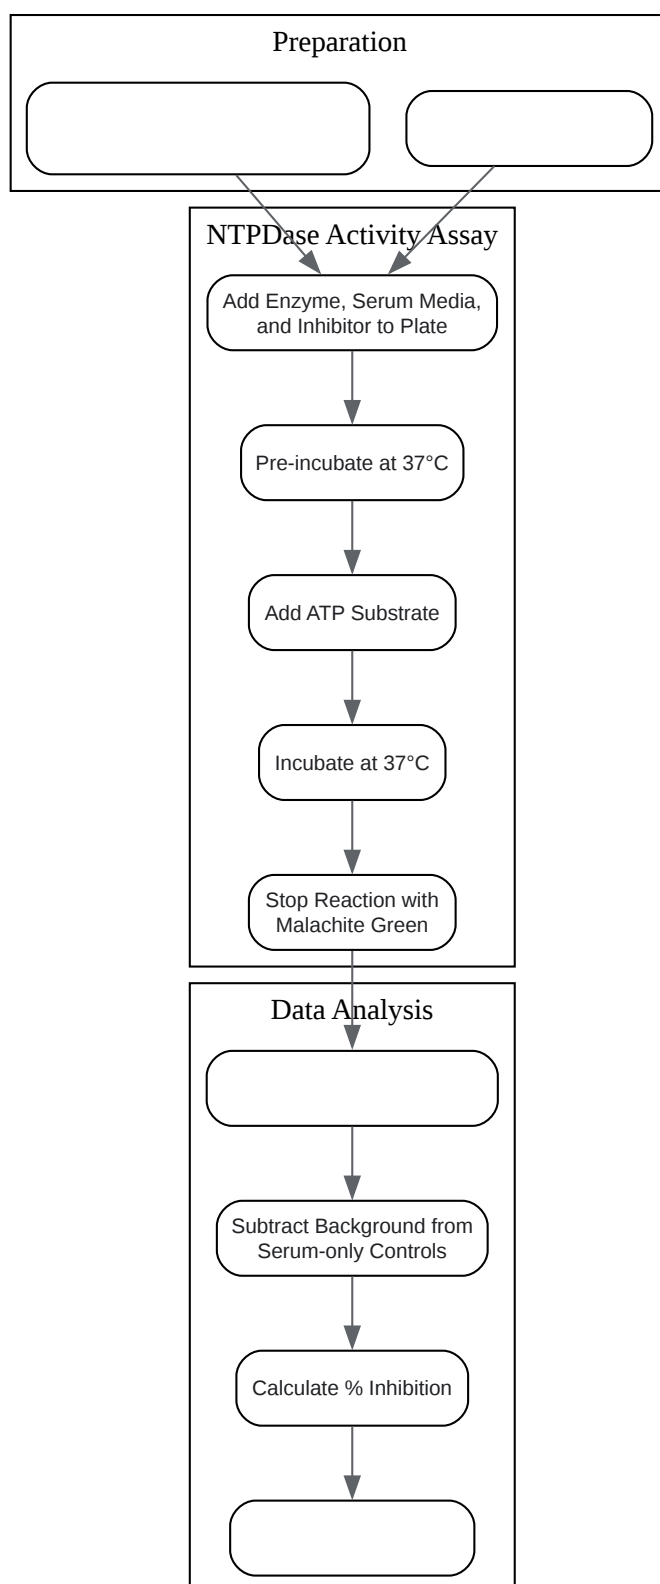 Preparation
NTPDase Activity Assay
Add Enzyme, Serum Media,
and Inhibitor to Plate
Pre-incubate at 37°C
Add ATP Substrate
Incubate at 37°C
Stop Reaction with
Malachite Green
Data Analysis
Subtract Background from
Serum-only Controls
Calculate % Inhibition